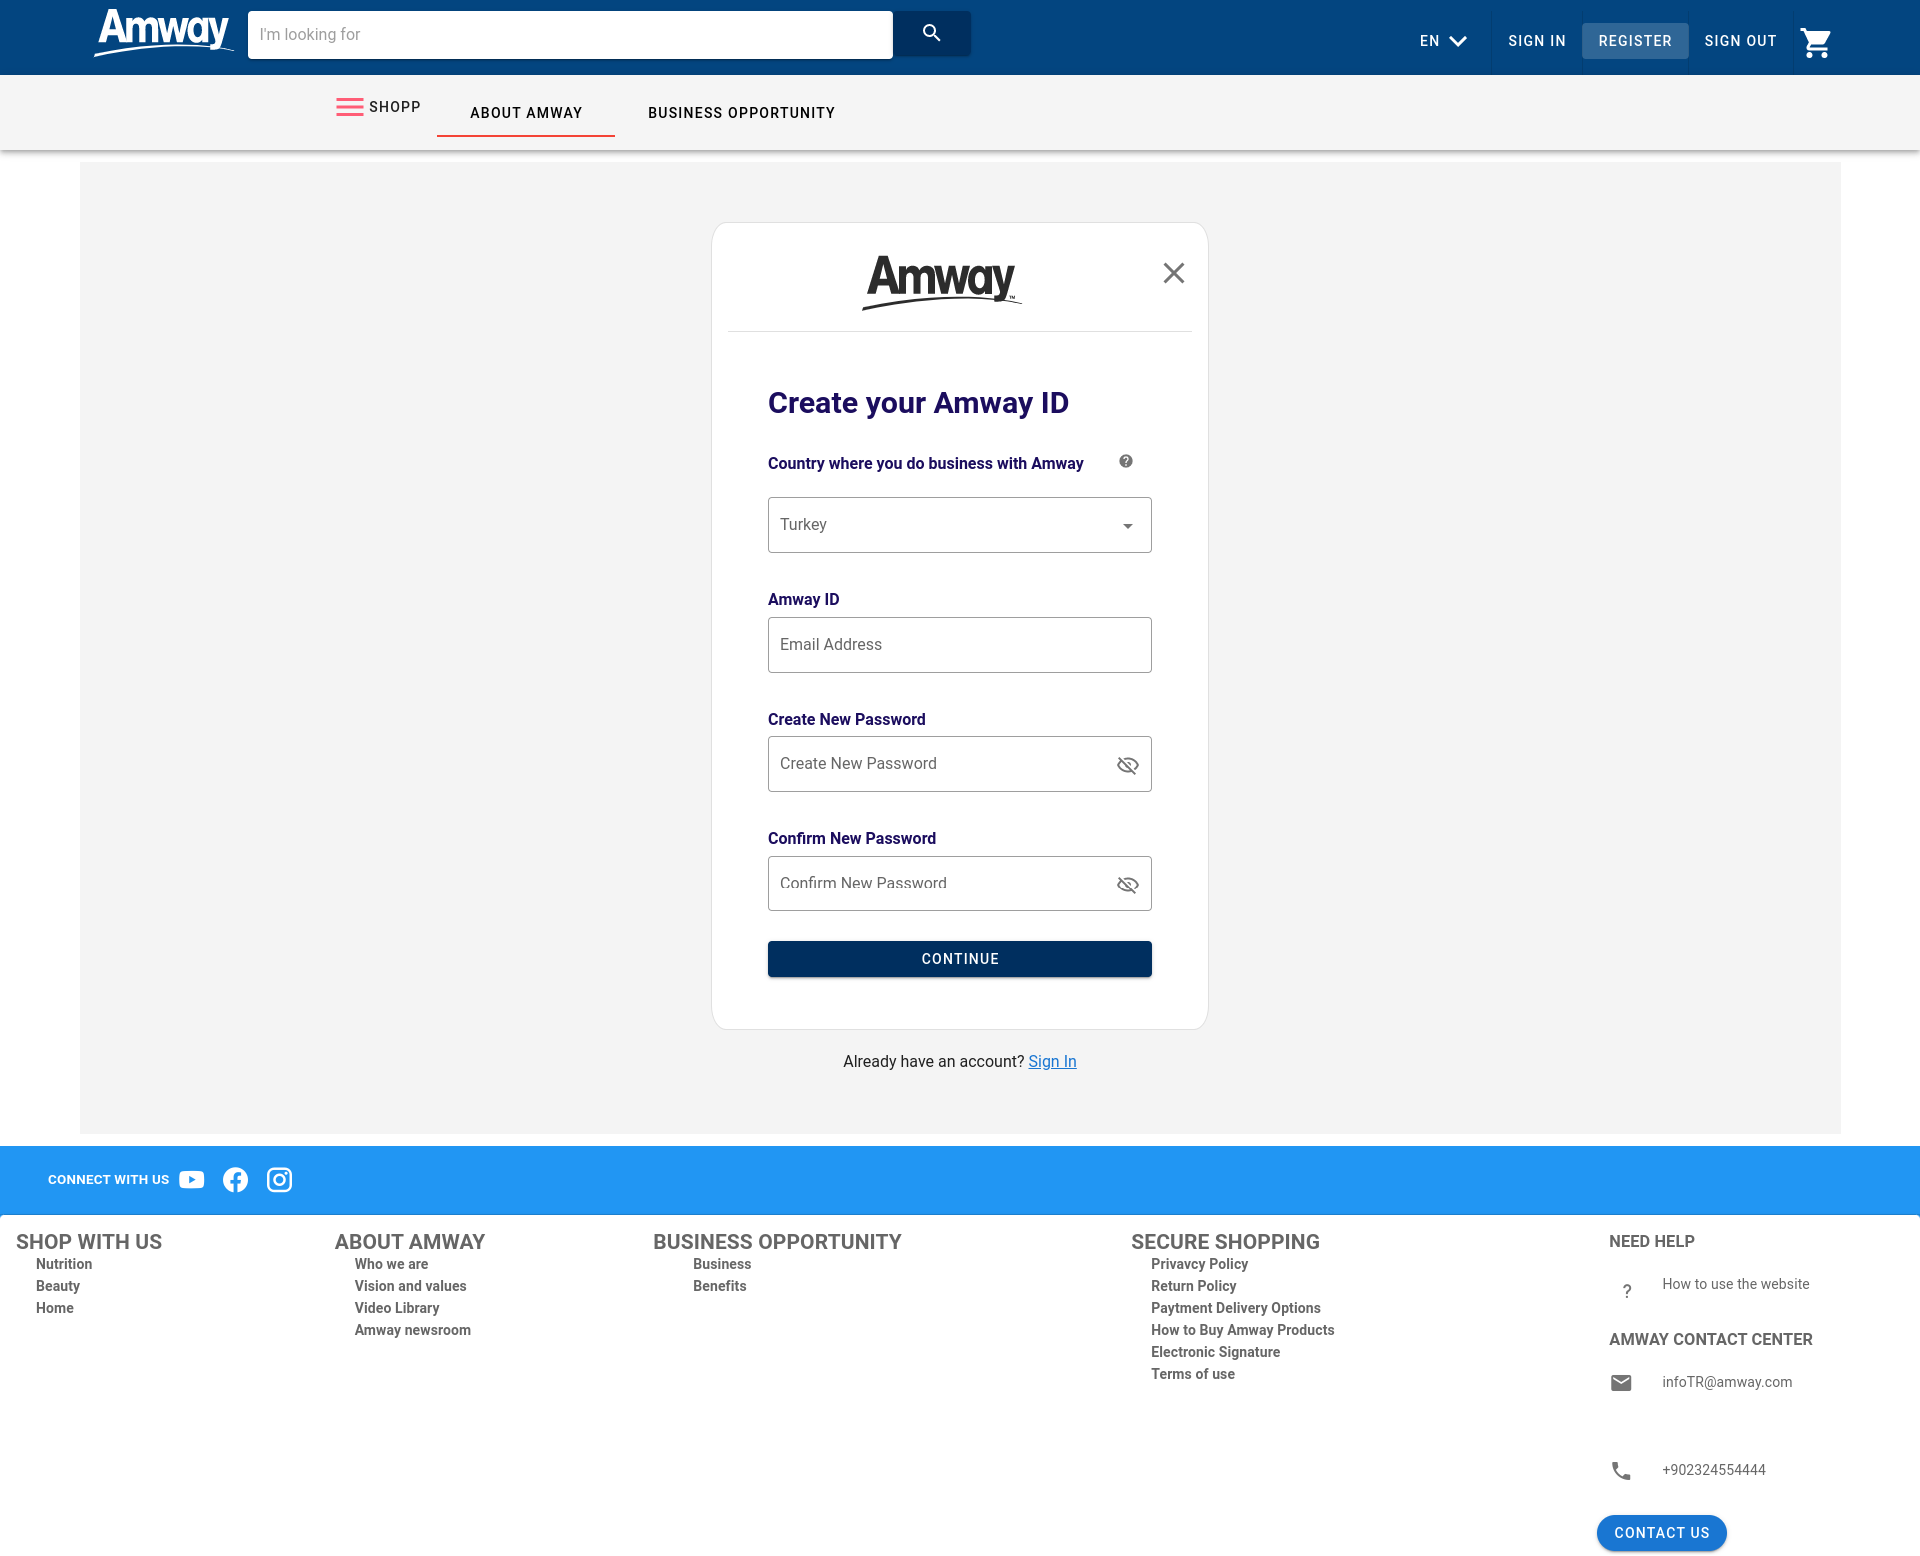 Amway
I'm looking for
EN
SIGN IN
REGISTER
SIGN OUT
SHOPP
ABOUT AMWAY
BUSINESS OPPORTUNITY
Amway™
Create your Amway ID
Country where you do business with Amway
Turkey
Amway ID
Email Address
Create New Password
Create New Password
Confirm New Password
Confirm New Password
CONTINUE
Already have an account? Sign In
CONNECT WITH US
SHOP WITH US
Nutrition
Beauty
Home
ABOUT AMWAY
Who we are
Vision and values
Video Library
Amway newsroom
BUSINESS OPPORTUNITY
Business
Benefits
SECURE SHOPPING
Privavcy Policy
Return Policy
Paytment Delivery Options
How to Buy Amway Products
Electronic Signature
Terms of use
NEED HELP
? How to use the website
AMWAY CONTACT CENTER
infoTR@amway.com
+902324554444
CONTACT US